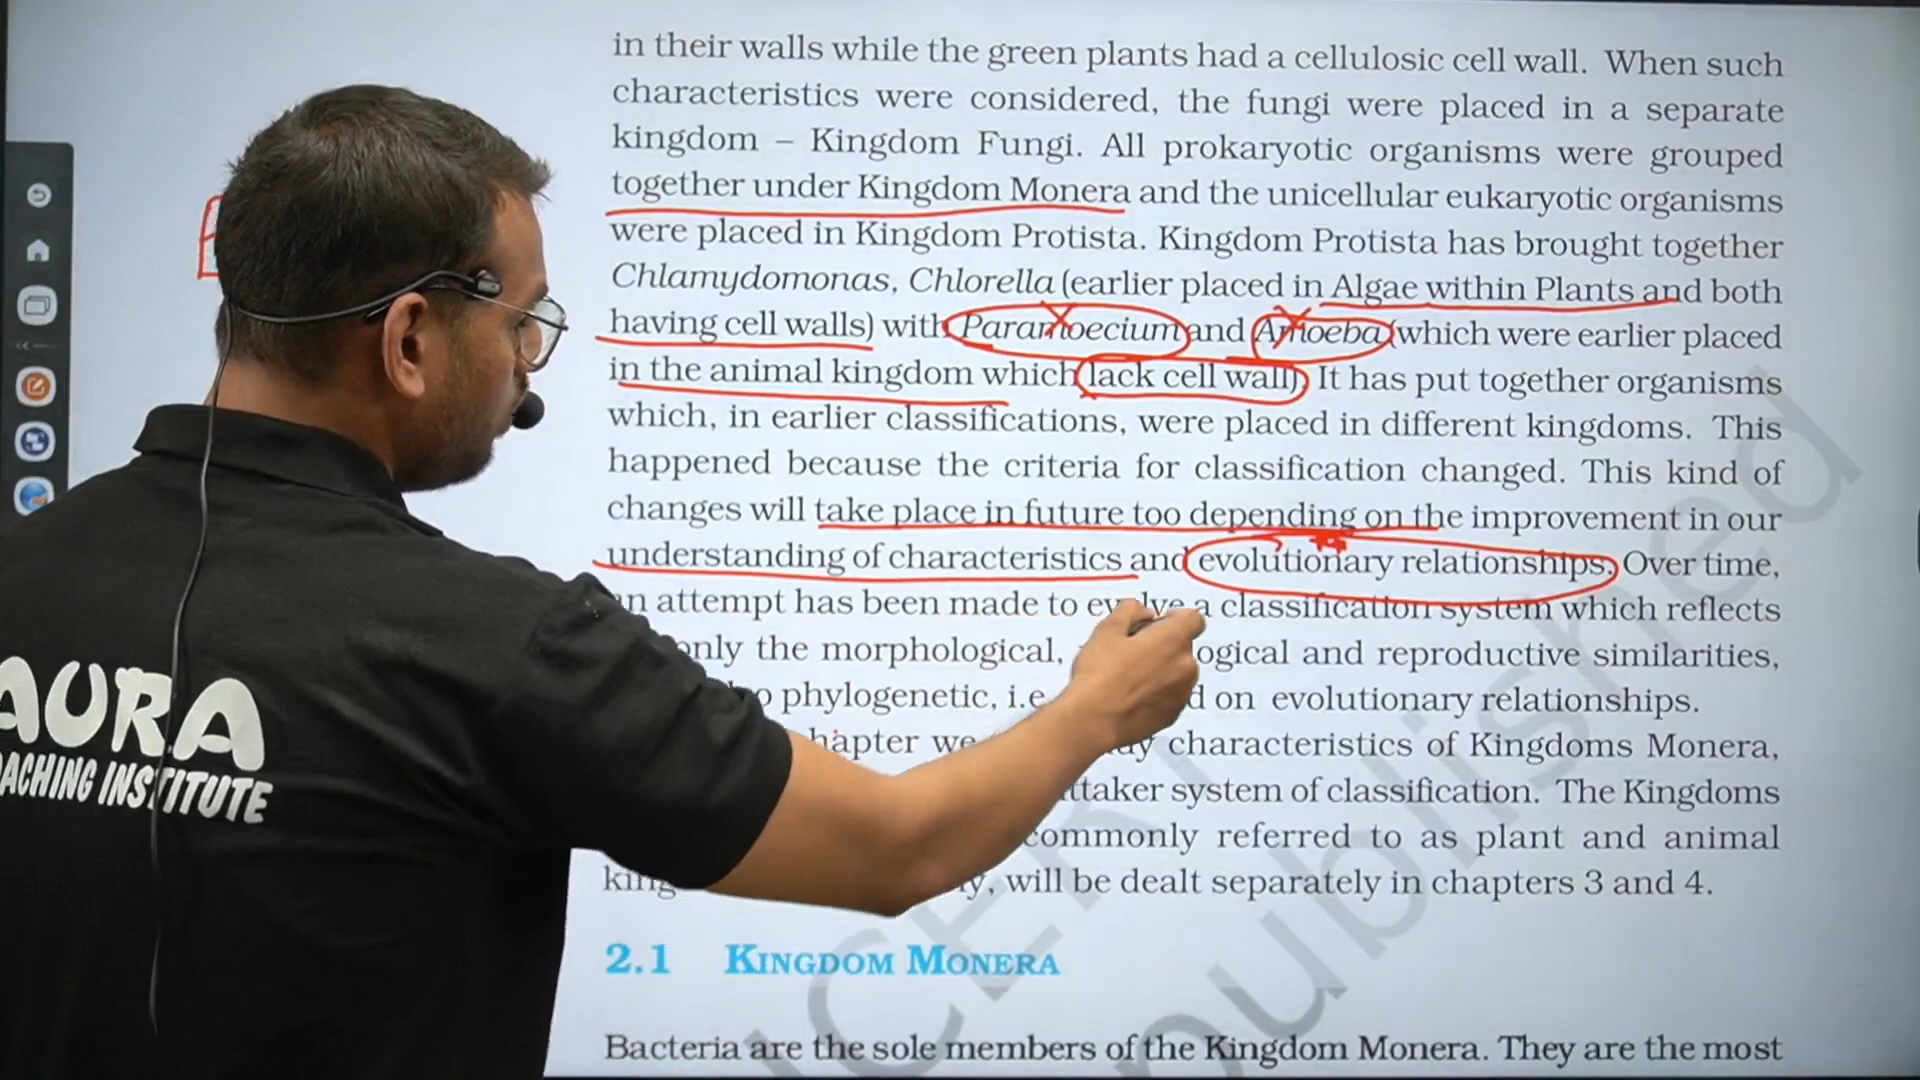 in their walls while the green plants had a cellulosic cell wall. When such
characteristics were considered, the fungi were placed in a separate
kingdom – Kingdom Fungi. All prokaryotic organisms were grouped
together under Kingdom Monera and the unicellular eukaryotic organisms
were placed in Kingdom Protista. Kingdom Protista has brought together
Chlamydomonas, Chlorella (earlier placed in Algae within Plants and both
having cell walls) with Paramoecium and Amoeba (which were earlier placed
in the animal kingdom which lack cell wall). It has put together organisms
which, in earlier classifications, were placed in different kingdoms. This
happened because the criteria for classification changed. This kind of
changes will take place in future too depending on the improvement in our
understanding of characteristics and evolutionary relationships. Over time,
an attempt has been made to evolve a classification system which reflects
only the morphological, and reproductive similarities,
phylogenetic, i.e. on evolutionary relationships.
we characteristics of Kingdoms Monera,
system of classification. The Kingdoms
commonly referred to as plant and animal
will be dealt separately in chapters 3 and 4.
2.1 KINGDOM MONERA
Bacteria are the sole members of the Kingdom Monera. They are the most
AURA
COACHING INSTITUTE
published